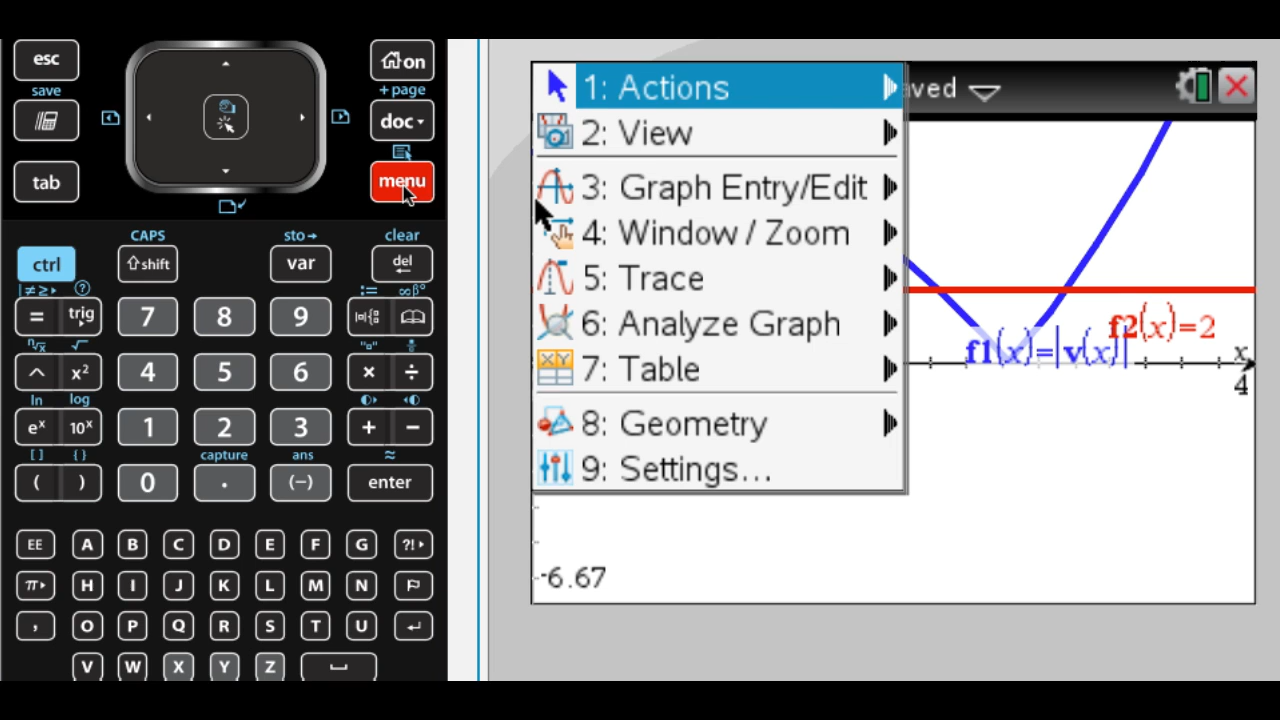 esc
on
save
+ page
doc
tab
menu
CAPS
sto→
clear
ctrl
⇧shift
var
del
|≠≥▸
?
:=
∞β°
=
trig
7
8
9
|▫|{
ⁿ√x
√
"▫"
^
x²
4
5
6
×
÷
ln
log
eˣ
10ˣ
1
2
3
+
−
[ ]
{ }
capture
ans
≈
(
)
0
.
(−)
enter
EE
A
B
C
D
E
F
G
?!▸
π▸
H
I
J
K
L
M
N
,
O
P
Q
R
S
T
U
V
W
X
Y
Z
1: Actions
2: View
3: Graph Entry/Edit
4: Window / Zoom
5: Trace
6: Analyze Graph
XY
7: Table
8: Geometry
9: Settings...
aved
f2(x)=2
f1(x)=|v(x)|
x
4
-6.67